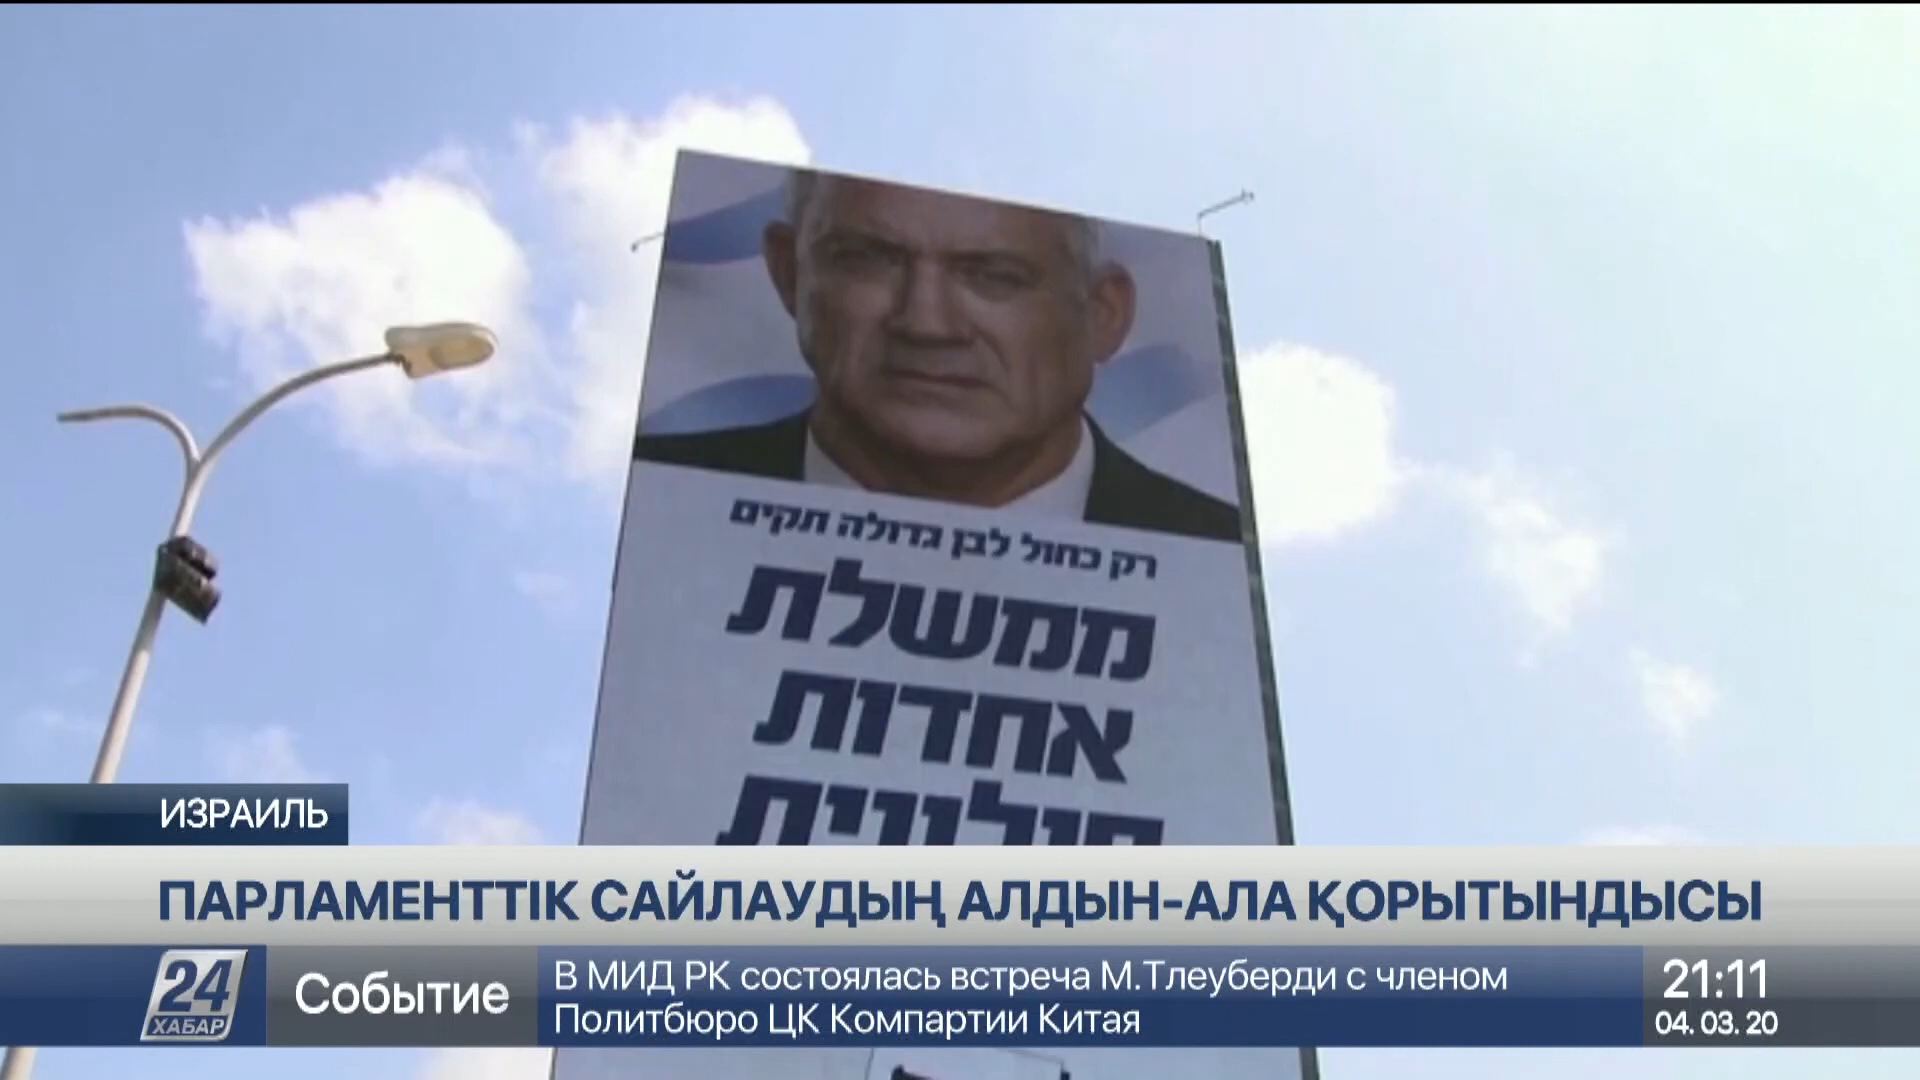 רק כחול לבן גדולה תקים
ממשלת
אחדות
חילונית
ИЗРАИЛЬ
ПАРЛАМЕНТТІК САЙЛАУДЫҢ АЛДЫН-АЛА ҚОРЫТЫНДЫСЫ
24
ХАБАР
Событие
В МИД РК состоялась встреча М.Тлеуберди с членом
Политбюро ЦК Компартии Китая
21:11
04. 03. 20